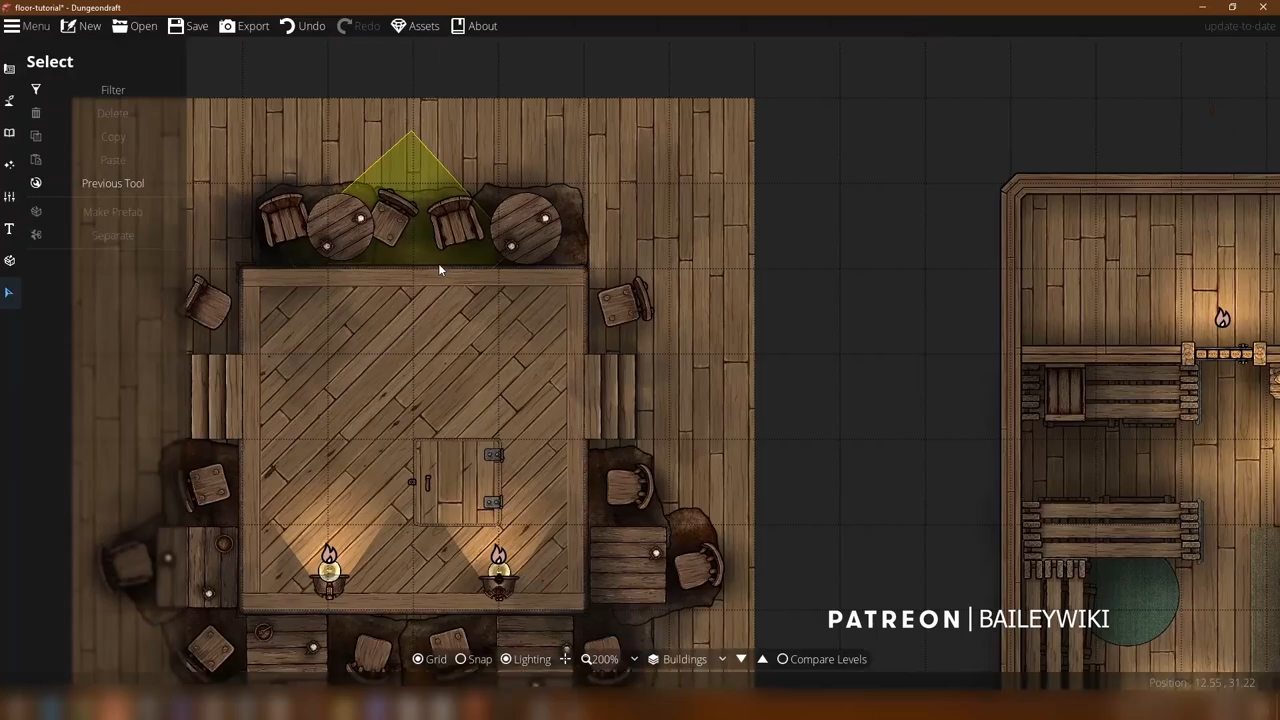 floor-tutorial* - Dungeondraft
Menu New Open Save Export Undo Redo Assets About update-to-date
Select
Filter
Delete
Copy
Paste
Previous Tool
Make Prefab
Separate
T
PATREON | BAILEYWIKI
Grid Snap Lighting 200% Buildings Compare Levels
Position 12.55 , 31.22